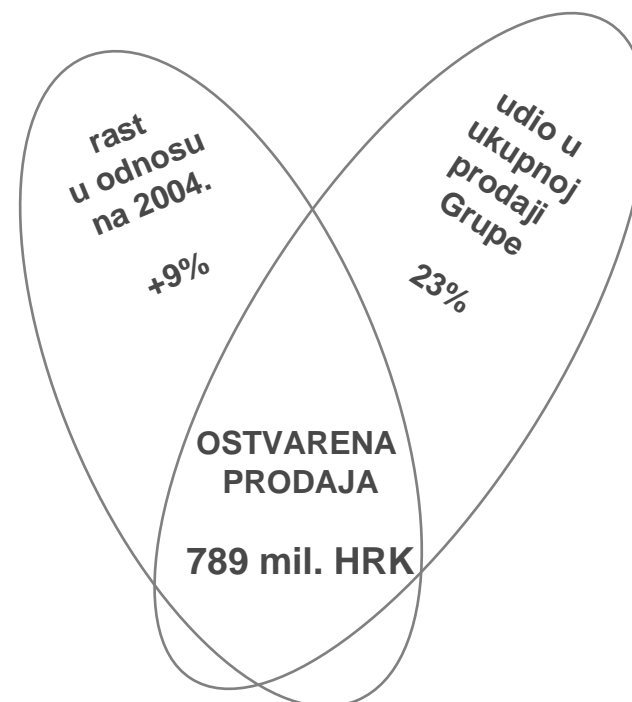 rast
u odnosu
na 2004.
+9%
udio u
ukupnoj
prodaji
Grupe
23%
OSTVARENA
PRODAJA
789 mil. HRK